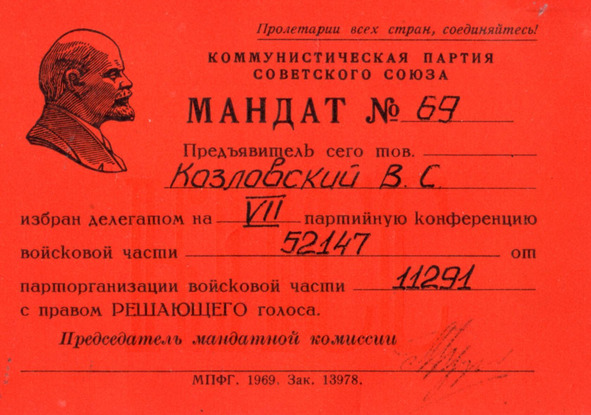 Пролетарии всех стран, соединяйтесь!
КОММУНИСТИЧЕСКАЯ ПАРТИЯ
СОВЕТСКОГО СОЮЗА
МАНДАТ № 69
Предъявитель сего тов.
Козловский В. С.
избран делегатом на VII партийную конференцию
войсковой части 52147 от
парторганизации войсковой части 11291
с правом РЕШАЮЩЕГО голоса.
Председатель мандатной комиссии
МПФГ. 1969. Зак. 13978.